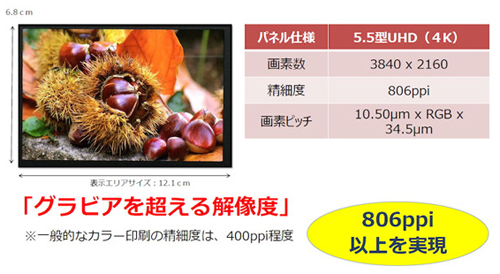 6.8cm
表示エリアサイズ：12.1cm
パネル仕様 5.5型UHD（4K）
画素数 3840 x 2160
精細度 806ppi
画素ピッチ 10.50μm x RGB x
34.5μm
「グラビアを超える解像度」
※一般的なカラー印刷の精細度は、400ppi程度
806ppi
以上を実現